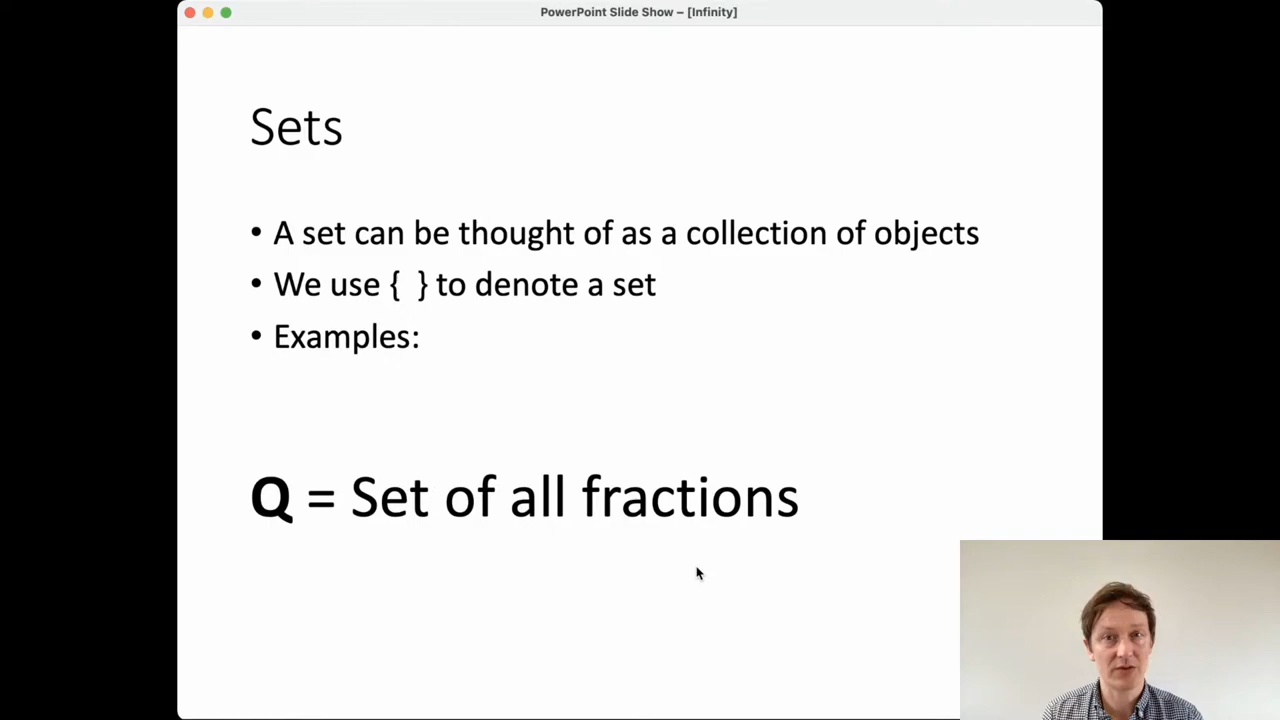 PowerPoint Slide Show – [Infinity]
Sets
• A set can be thought of as a collection of objects
• We use { } to denote a set
• Examples:
Q = Set of all fractions